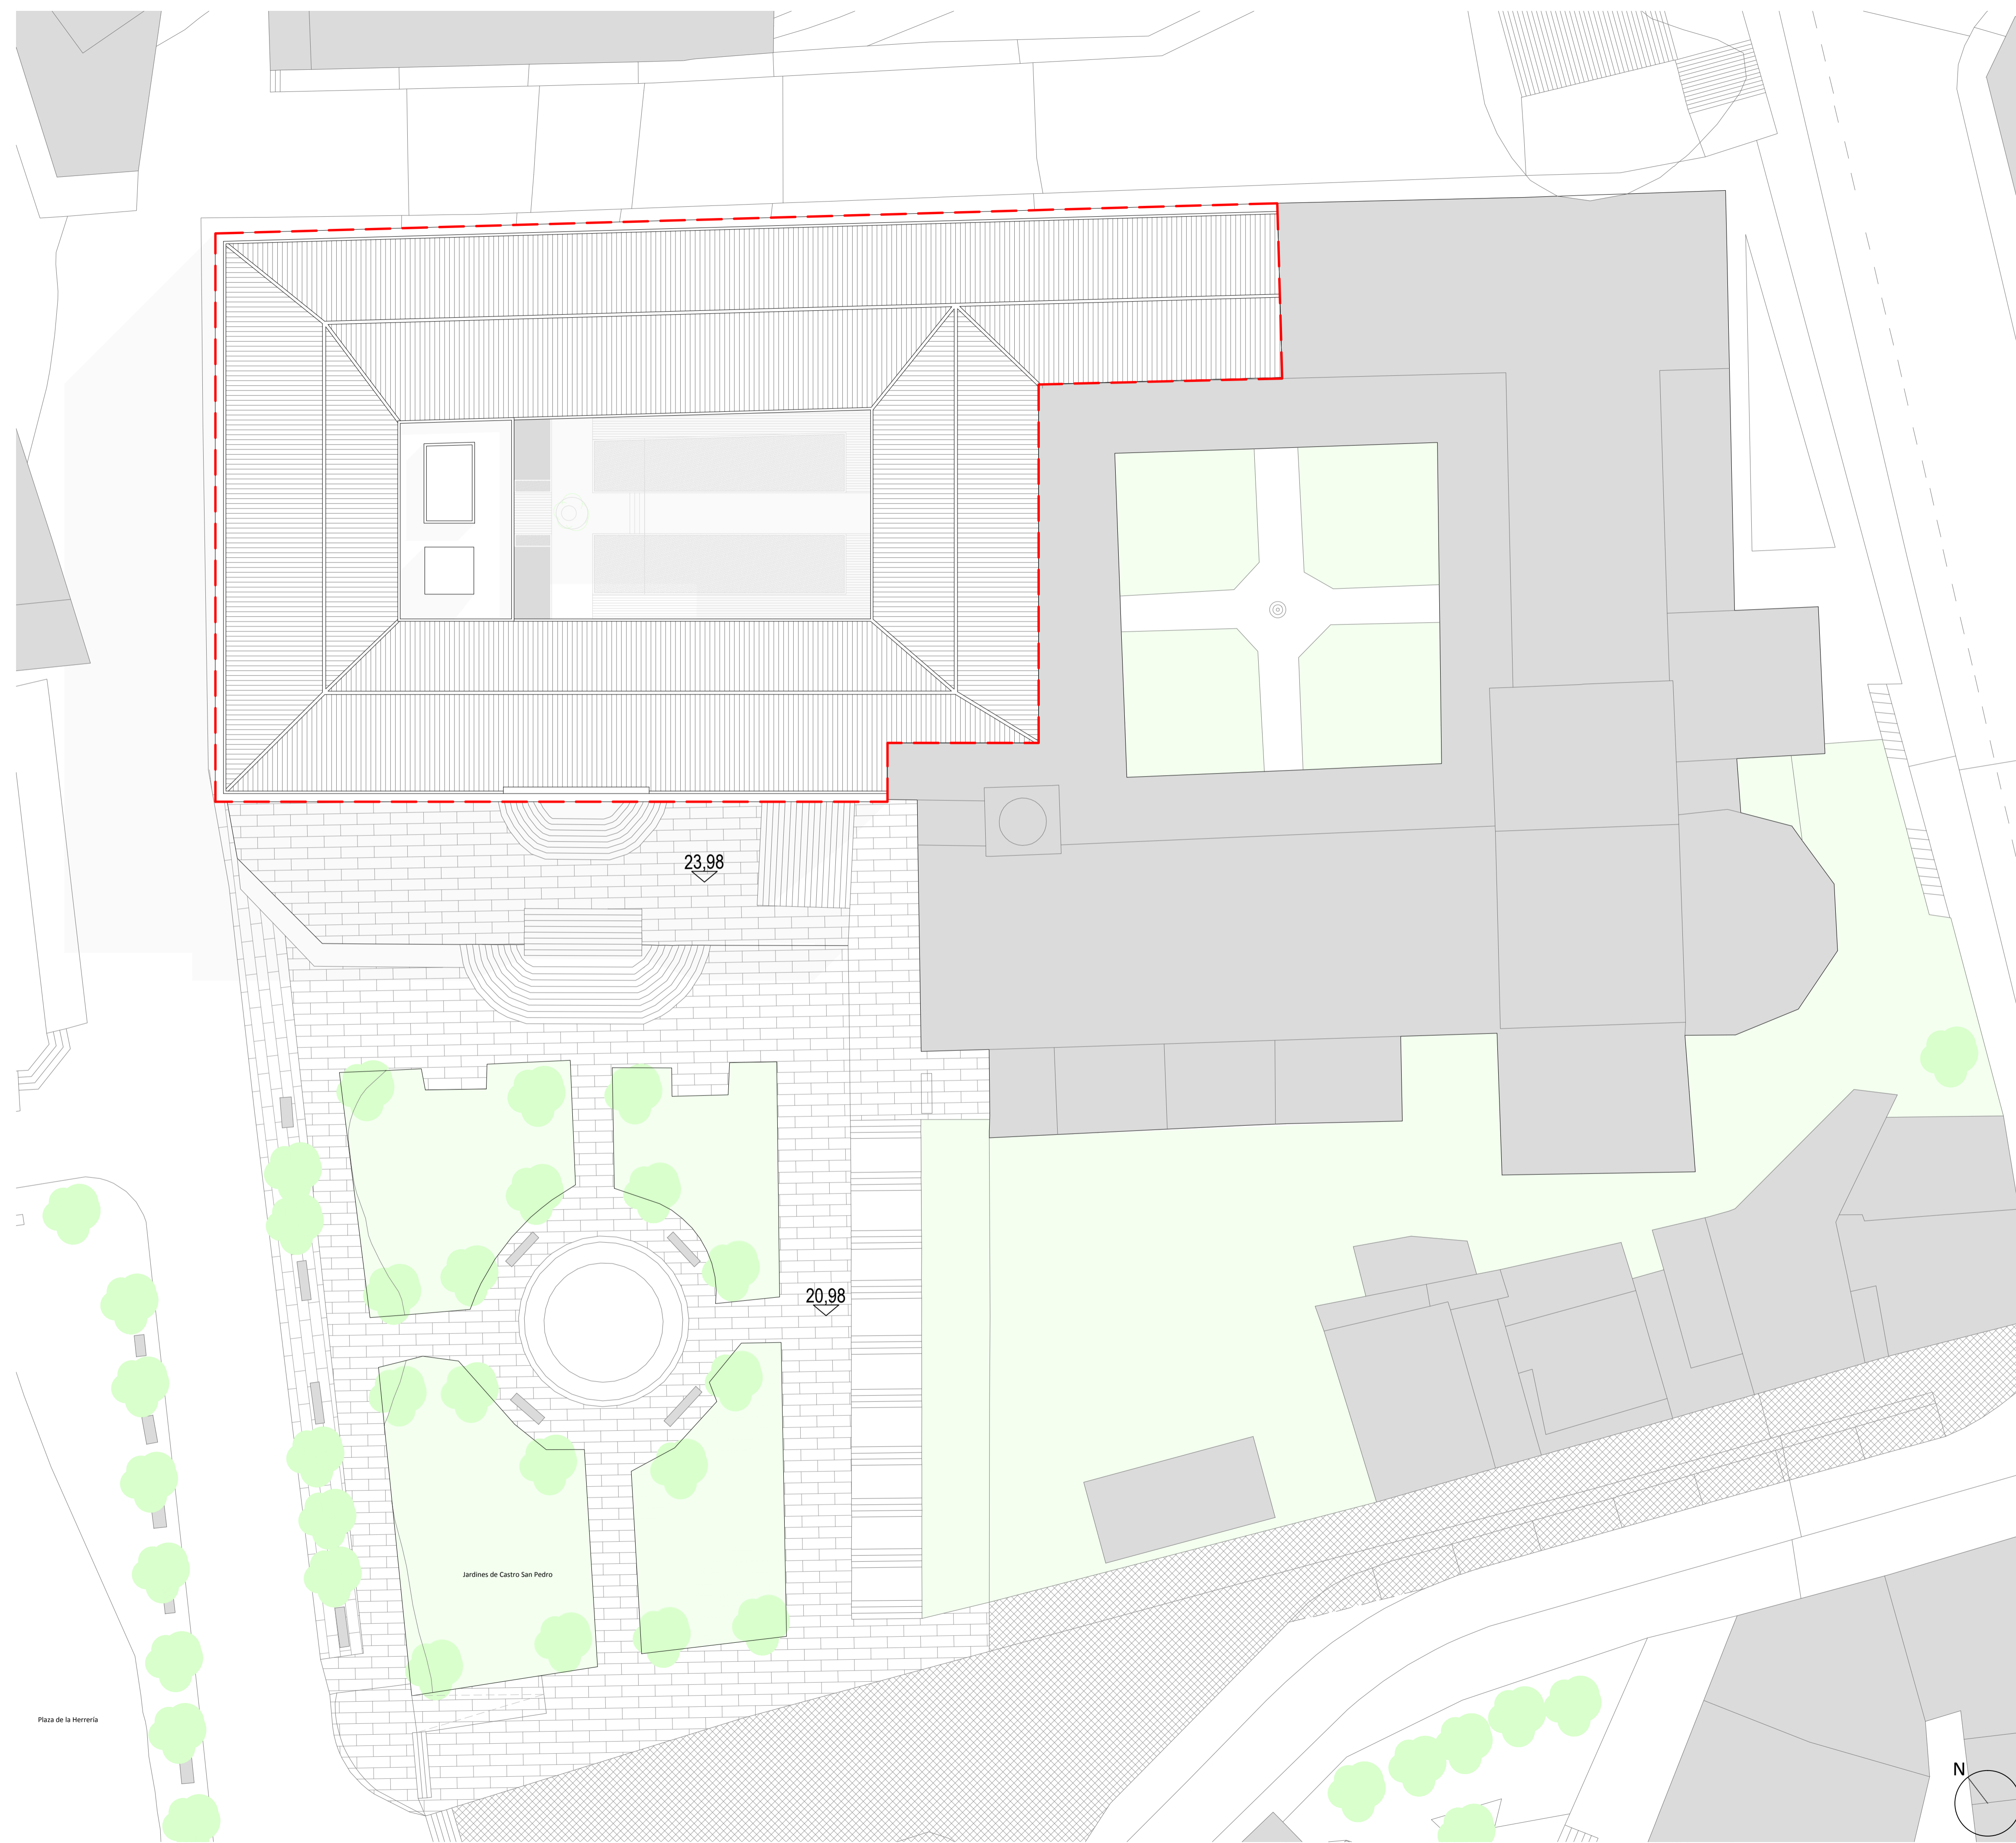 23,98
20,98
Jardines de Castro San Pedro
Plaza de la Herrería
N